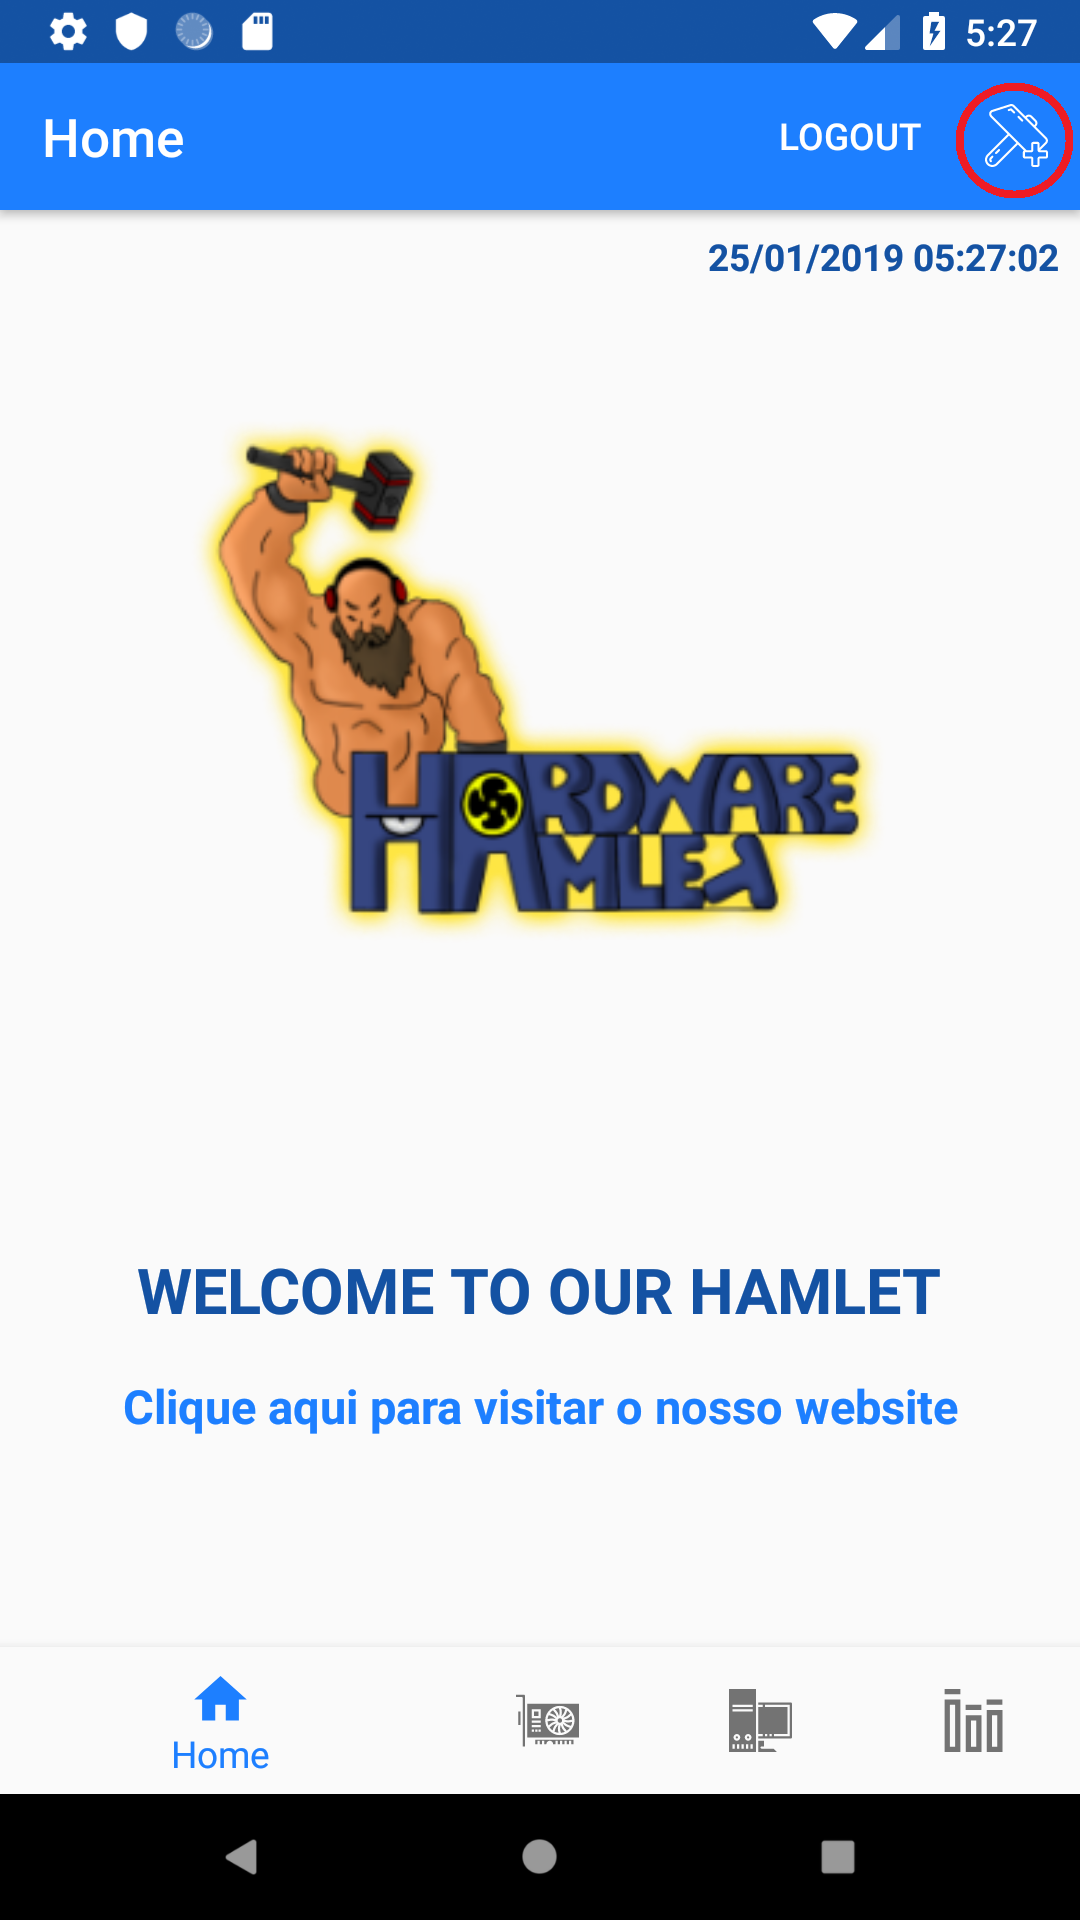 5:27
Home
LOGOUT
25/01/2019 05:27:02
HARDWARE
HAMLET
WELCOME TO OUR HAMLET
Clique aqui para visitar o nosso website
Home